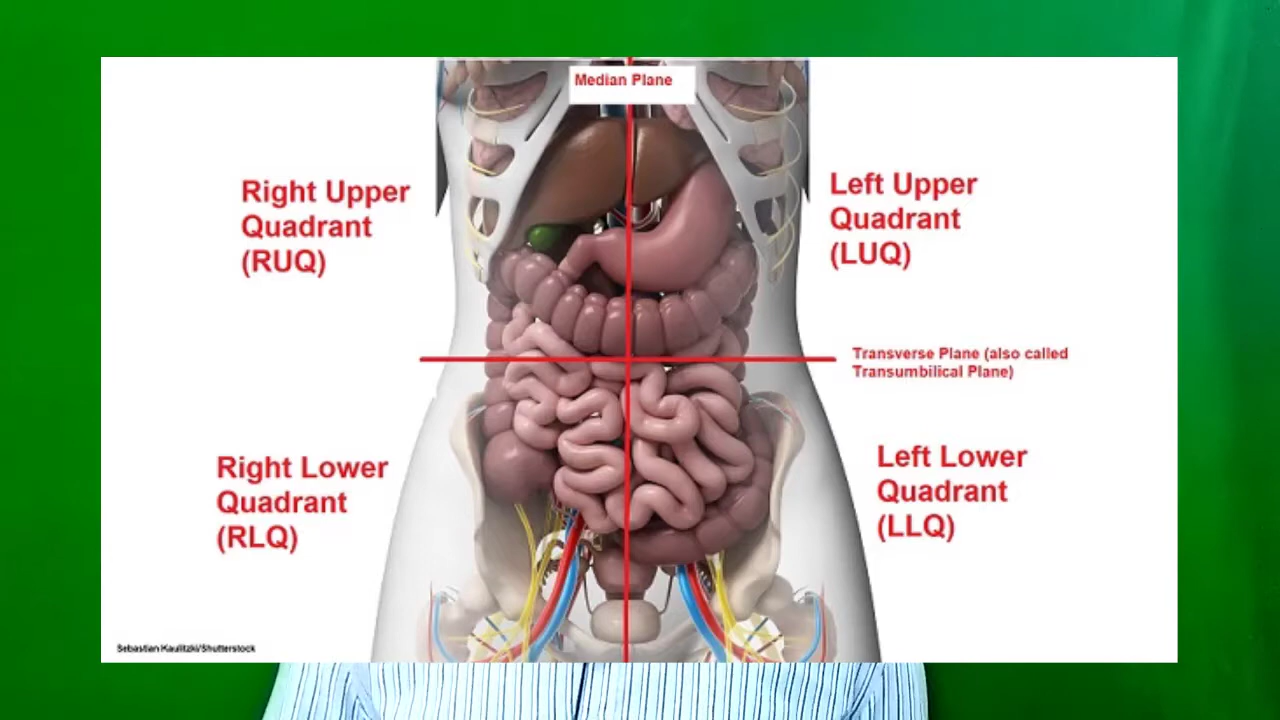 Median Plane
Right Upper
Quadrant
(RUQ)
Left Upper
Quadrant
(LUQ)
Transverse Plane (also called
Transumbilical Plane)
Right Lower
Quadrant
(RLQ)
Left Lower
Quadrant
(LLQ)
Sebastian Kaulitzki/Shutterstock